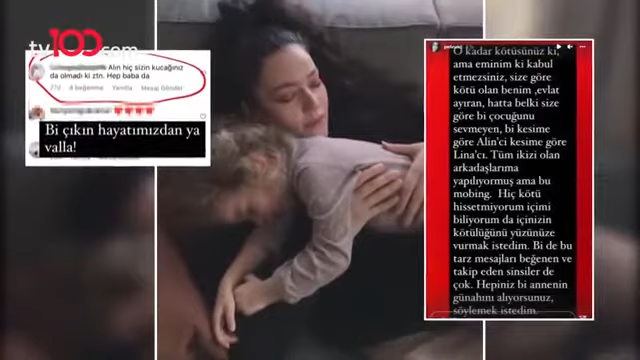 tv100.com
Alin hiç sizin kucağınız
da olmadı ki ztn. Hep baba da
27d 8 beğenme Yanıtla Mesaj Gönder
Bi çıkın hayatımızdan ya
valla!
O kadar kötüsünüz ki,
ama eminim ki kabul
etmezsiniz, size göre
kötü olan benim ,evlat
ayıran, hatta belki size
göre bi çocuğunu
sevmeyen, bi kesime
göre Alin'ci kesime göre
Lina'cı. Tüm ikizi olan
arkadaşlarıma
yapılıyormuş ama bu
mobing. Hiç kötü
hissetmiyorum içimi
biliyorum da içinizin
kötülüğünü yüzünüze
vurmak istedim. Bi de bu
tarz mesajları beğenen ve
takip eden sinsiler de
çok. Hepiniz bi annenin
günahını alıyorsunuz,
söylemek istedim.